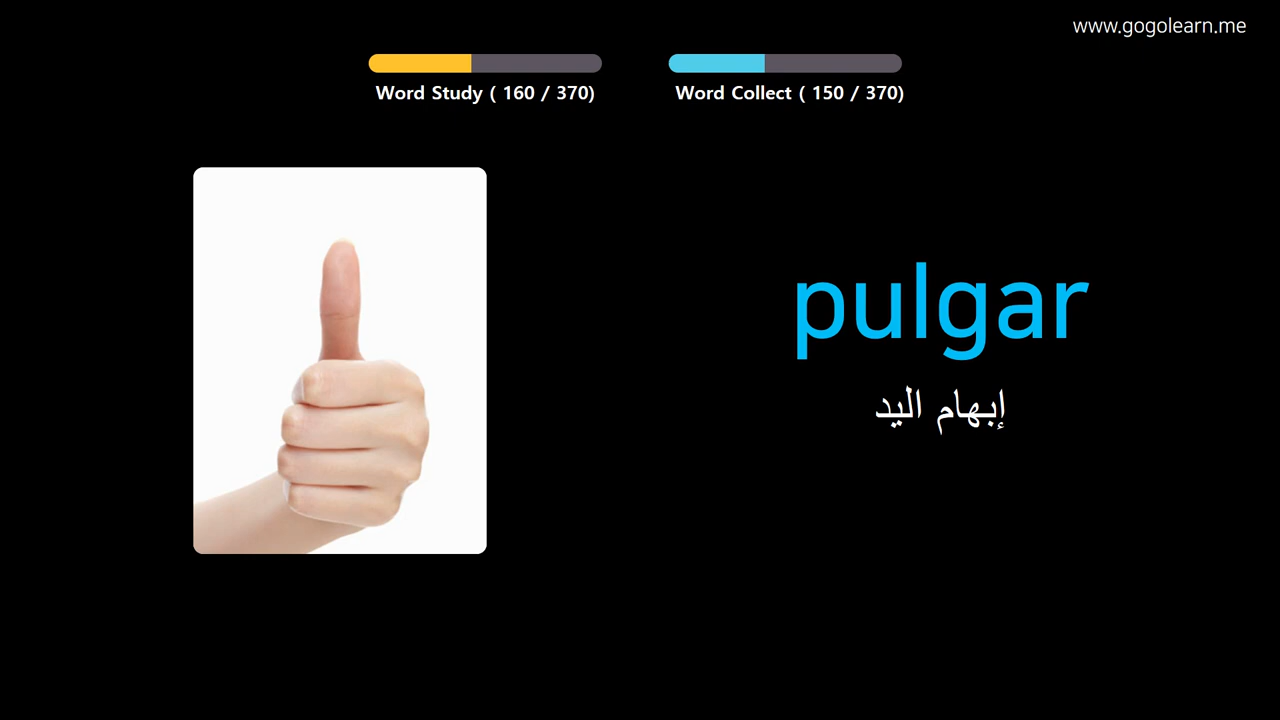 www.gogolearn.me
Word Study ( 160 / 370)
Word Collect ( 150 / 370)
pulgar
إبهام اليد